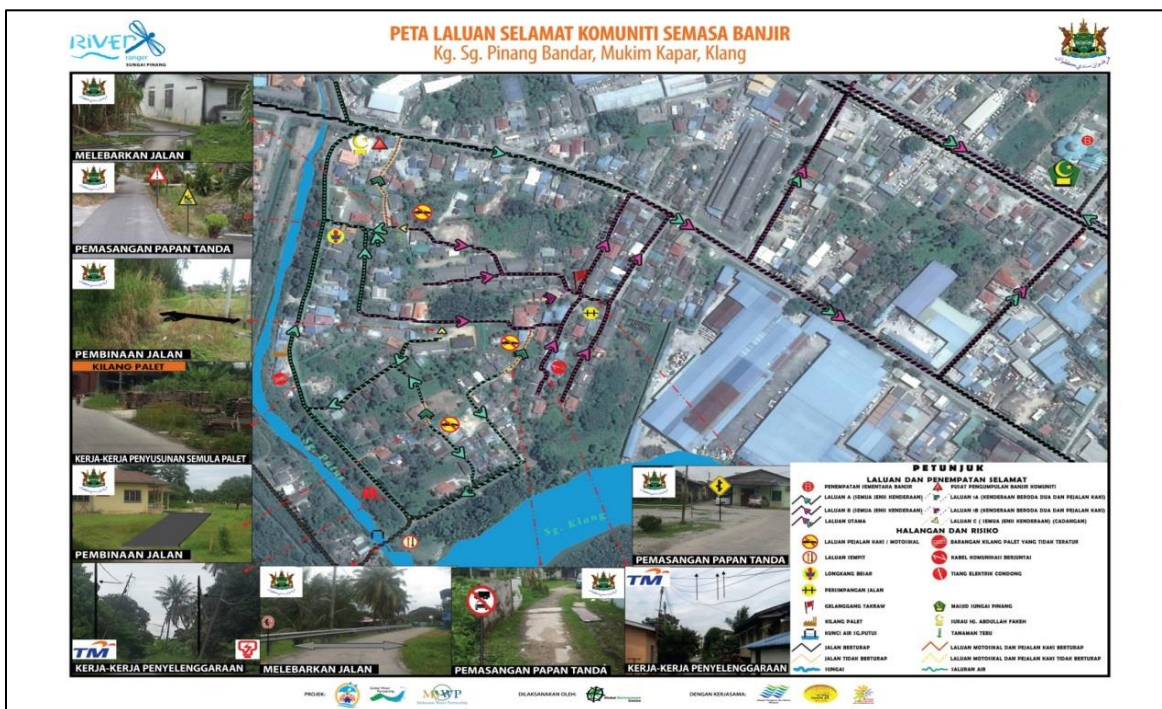 RiVER
ranger
SUNGAI PINANG
PETA LALUAN SELAMAT KOMUNITI SEMASA BANJIR
Kg. Sg. Pinang Bandar, Mukim Kapar, Klang
MELEBARKAN JALAN
PEMASANGAN PAPAN TANDA
PEMBINAAN JALAN
KILANG PALET
KERJA-KERJA PENYUSUNAN SEMULA PALET
PEMBINAAN JALAN
TM
KERJA-KERJA PENYELENGGARAAN
MELEBARKAN JALAN
PEMASANGAN PAPAN TANDA
TM
KERJA-KERJA PENYELENGGARAAN
PEMASANGAN PAPAN TANDA
Sg. Klang
B
PETUNJUK
LALUAN DAN PENEMPATAN SELAMAT
PENEMPATAN SEMENTARA BANJIR
PUSAT PENGUMPULAN BANJIR KOMUNITI
LALUAN A (SEMUA JENIS KENDERAAN)
LALUAN 1A (KENDERAAN BERODA DUA DAN PEJALAN KAKI)
LALUAN B (SEMUA JENIS KENDERAAN)
LALUAN 1B (KENDERAAN BERODA DUA DAN PEJALAN KAKI)
LALUAN UTAMA
LALUAN C ( SEMUA JENIS KENDERAAN) (CADANGAN)
HALANGAN DAN RISIKO
LALUAN PEJALAN KAKI / MOTOSIKAL
BARANGAN KILANG PALET YANG TIDAK TERATUR
LALUAN SEMPIT
KABEL KOMUNIKASI BERJUNTAI
LONGKANG BESAR
TIANG ELEKTRIK CONDONG
PERSIMPANGAN JALAN
GELANGGANG TAKRAW
MASJID SUNGAI PINANG
KILANG PALET
SURAU HJ. ABDULLAH FAKEH
KUNCI AIR SG.PUTUS
TANAMAN TEBU
JALAN BERTURAP
LALUAN MOTOSIKAL DAN PEJALAN KAKI BERTURAP
JALAN TIDAK BERTURAP
LALUAN MOTOSIKAL DAN PEJALAN KAKI TIDAK BERTURAP
SUNGAI
SALURAN AIR
PROJEK:
DILAKSANAKAN OLEH:
DENGAN KERJASAMA: